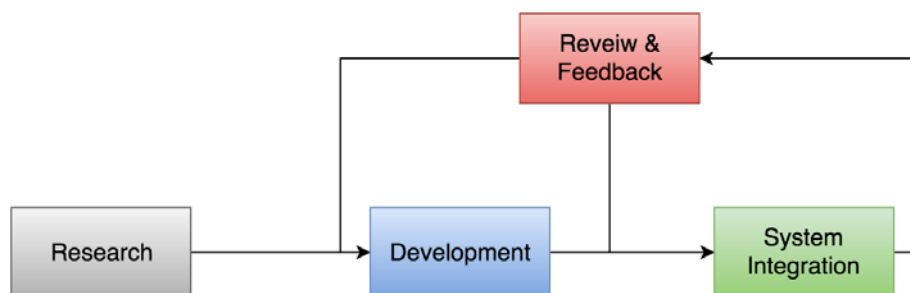 Reveiw &
Feedback
Research
Development
System
Integration